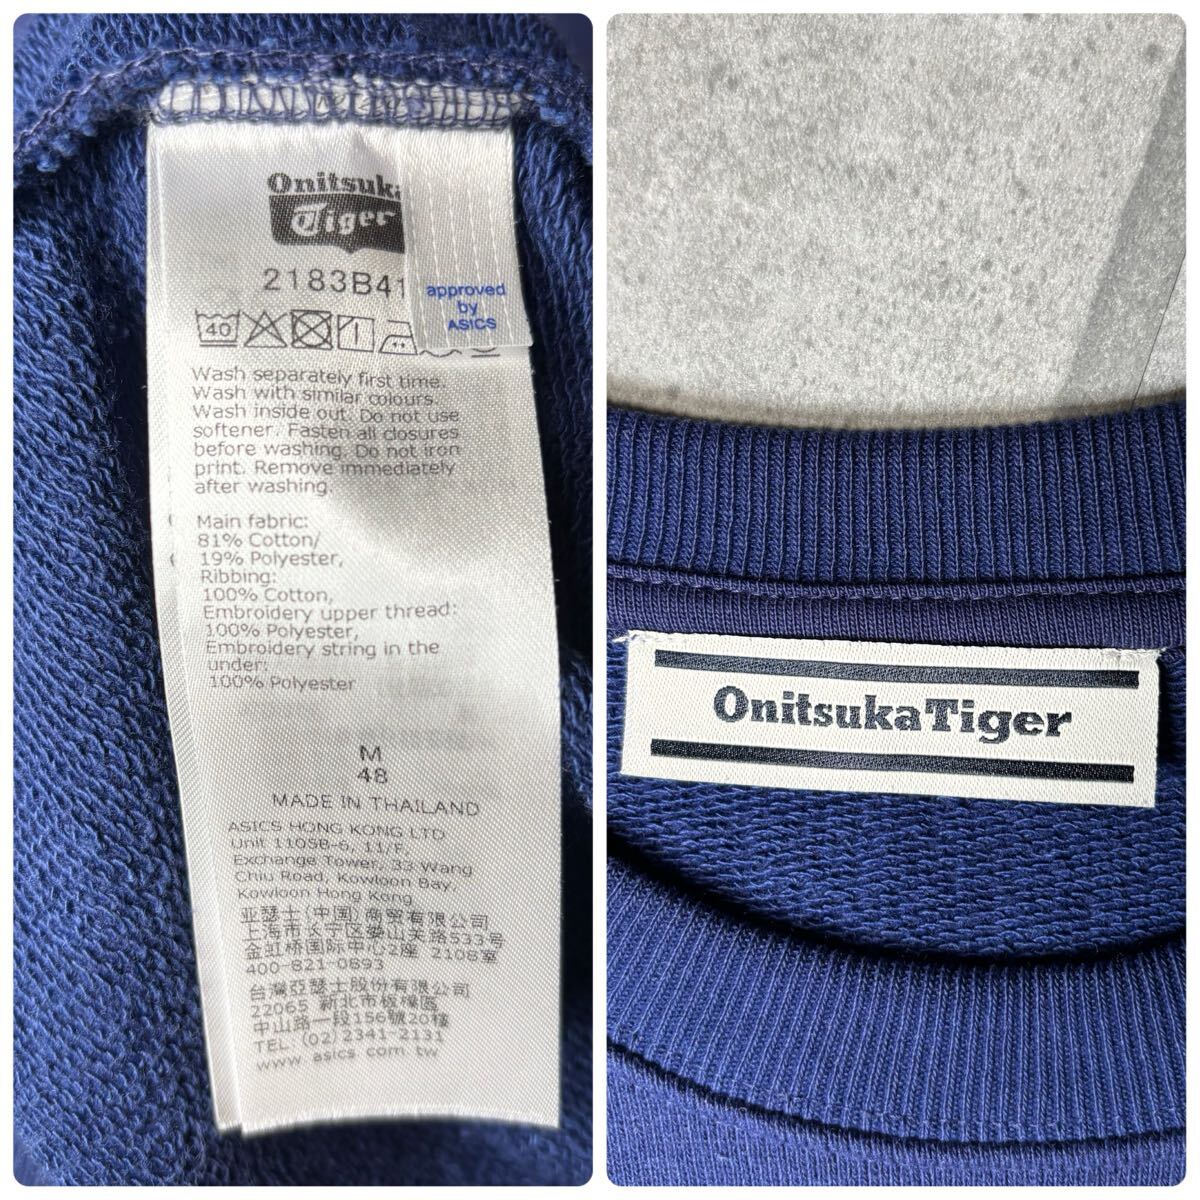 Onitsuka
Tiger
2183B41
approved
by
ASICS
40
Wash separately first time.
Wash with similar colours.
Wash inside out. Do not use
softener. Fasten all closures
before washing. Do not iron
print. Remove immediately
after washing.
Main fabric:
81% Cotton/
19% Polyester,
Ribbing:
100% Cotton,
Embroidery upper thread:
100% Polyester,
Embroidery string in the
under:
100% Polyester
M
48
MADE IN THAILAND
ASICS HONG KONG LTD
Unit 1105B-6, 11/F,
Exchange Tower, 33 Wang
Chiu Road, Kowloon Bay,
Kowloon Hong Kong
亚瑟士(中国)商贸有限公司
上海市长宁区娄山关路533号
金虹桥国际中心2座 2108室
400-821-0893
台灣亞瑟士股份有限公司
22065 新北市板橋區
中山路一段156號20樓
TEL:(02)2341-2131
www.asics.com.tw
OnitsukaTiger